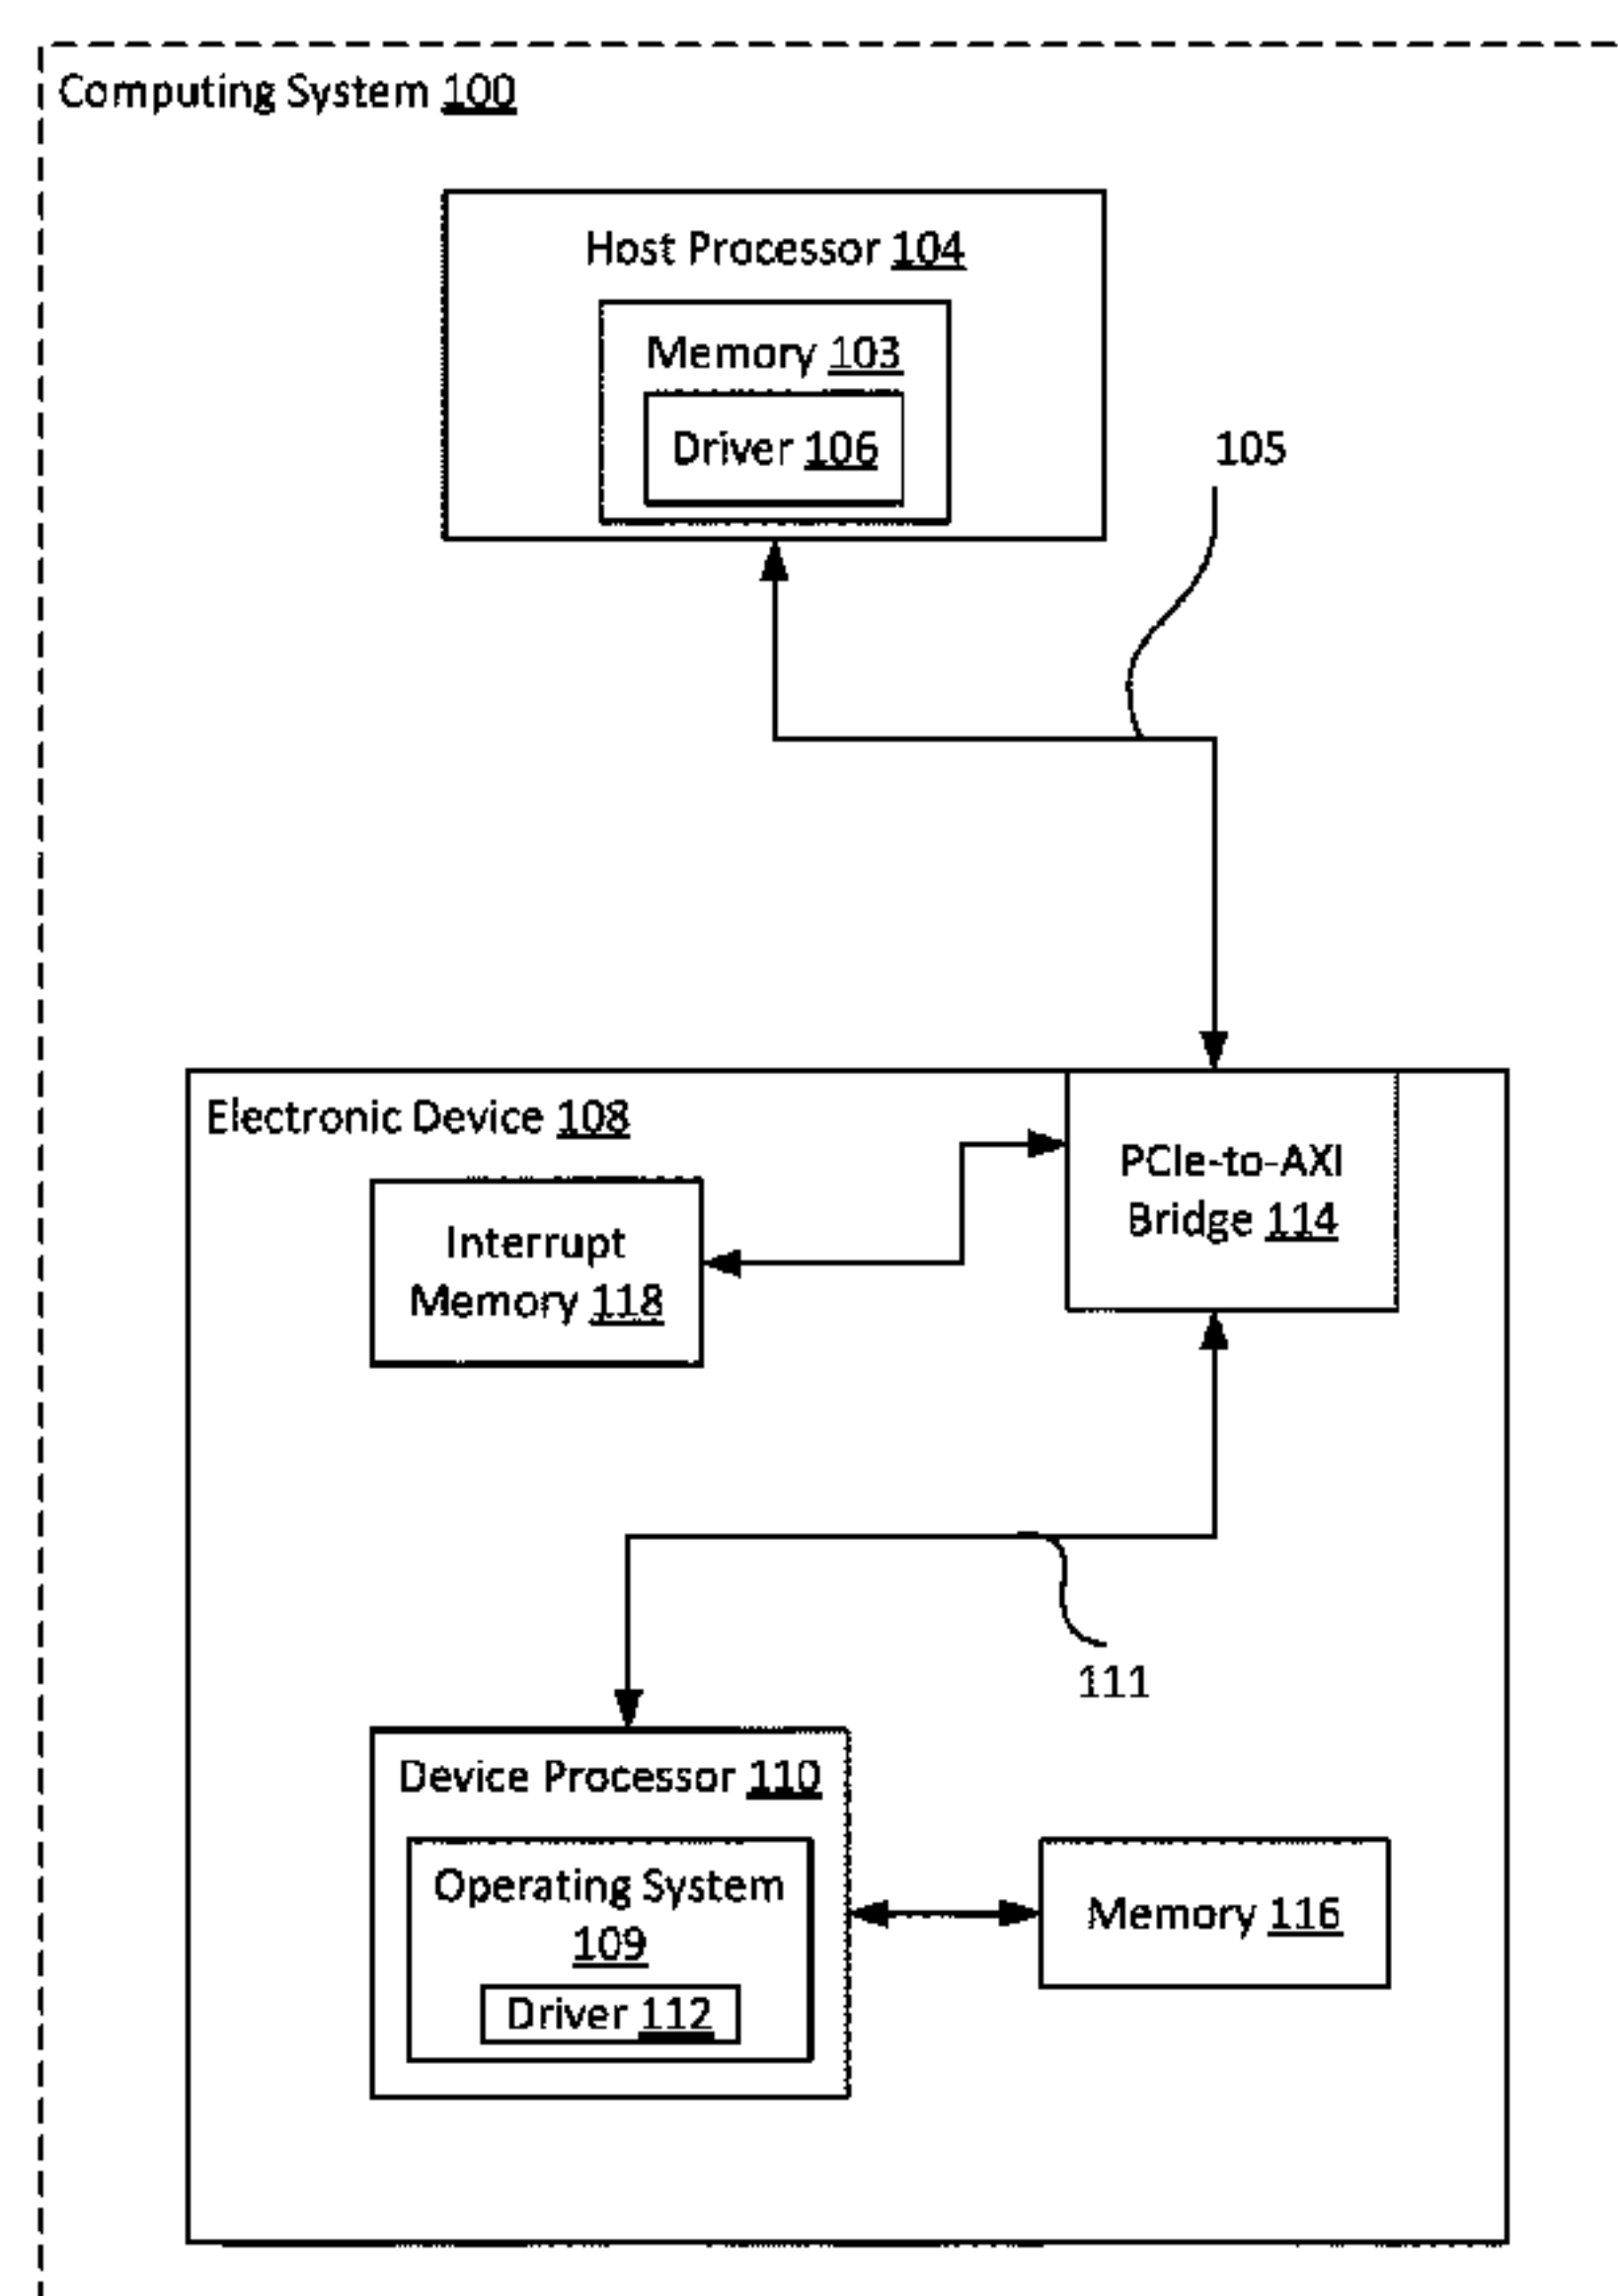 Computing System 100
Host Processor 104
Memory 103
Driver 106
105
Electronic Device 108
PCIe-to-AXI
Bridge 114
Interrupt
Memory 118
111
Device Processor 110
Operating System
109
Driver 112
Memory 116